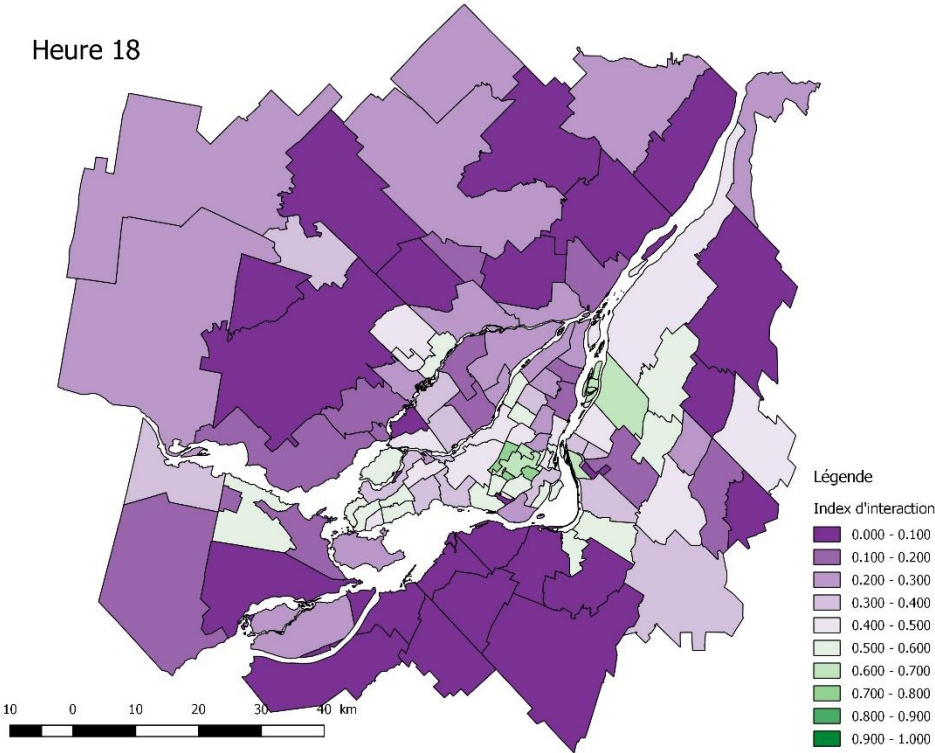 Heure 18
Légende
Index d'interaction
0.000 - 0.100
0.100 - 0.200
0.200 - 0.300
0.300 - 0.400
0.400 - 0.500
0.500 - 0.600
0.600 - 0.700
0.700 - 0.800
0.800 - 0.900
0.900 - 1.000
10 0 10 20 30 40 km